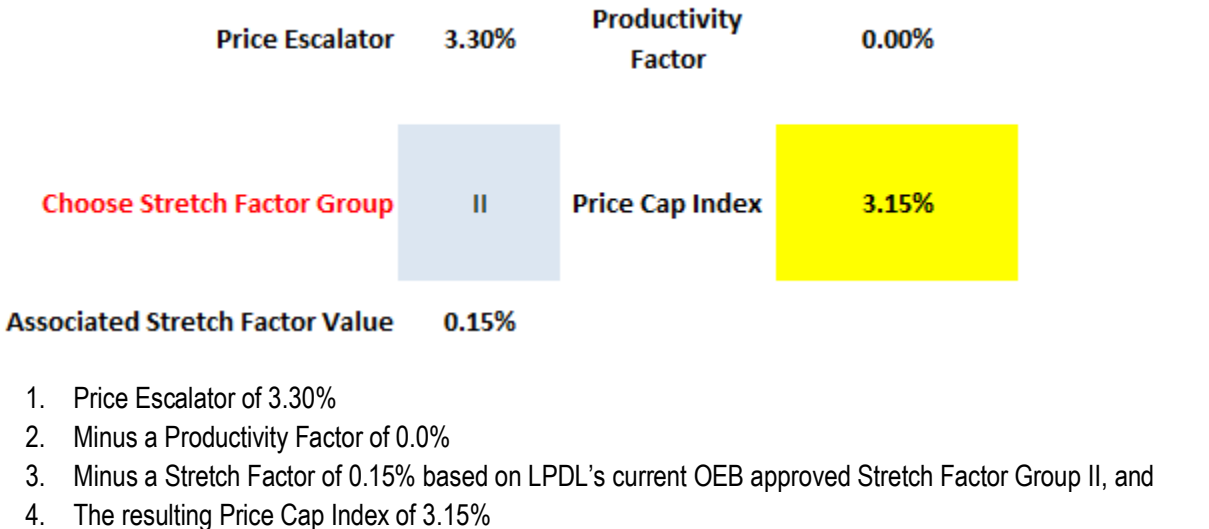 Price Escalator 3.30% Productivity Factor 0.00%
Choose Stretch Factor Group II Price Cap Index 3.15%
Associated Stretch Factor Value 0.15%
1. Price Escalator of 3.30%
2. Minus a Productivity Factor of 0.0%
3. Minus a Stretch Factor of 0.15% based on LPDL's current OEB approved Stretch Factor Group II, and
4. The resulting Price Cap Index of 3.15%